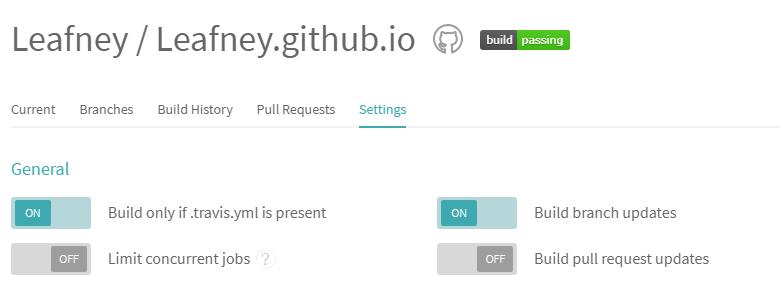 Leafney / Leafney.github.io build passing
Current Branches Build History Pull Requests Settings
General
ON Build only if .travis.yml is present ON Build branch updates
OFF Limit concurrent jobs ? OFF Build pull request updates